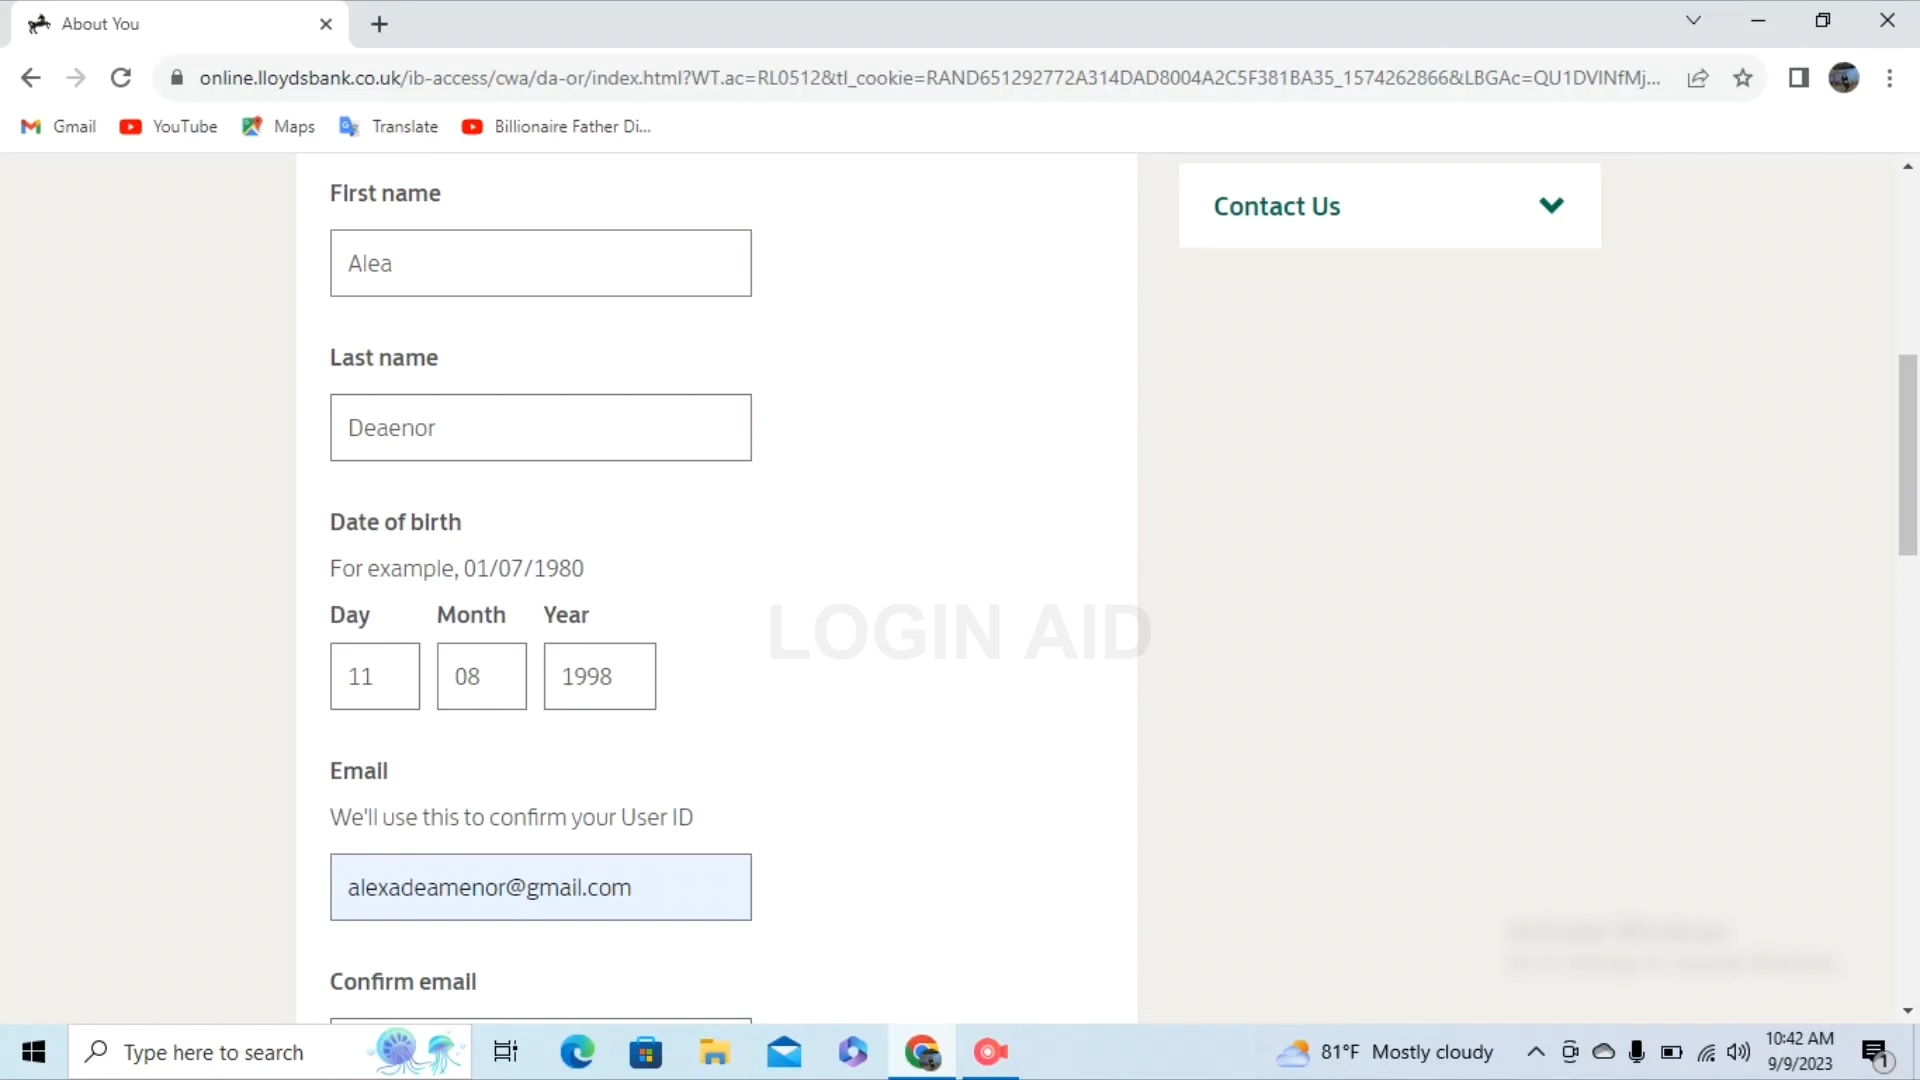 About You
online.lloydsbank.co.uk/ib-access/cwa/da-or/index.html?WT.ac=RL0512&tl_cookie=RAND651292772A314DAD8004A2C5F381BA35_1574262866&LBGAc=QU1DVlNfMj...
Gmail YouTube Maps Translate Billionaire Father Di...
First name
Contact Us
Alea
Last name
Deaenor
Date of birth
For example, 01/07/1980
Day Month Year
LOGIN AID
11 08 1998
Email
We'll use this to confirm your User ID
alexadeamenor@gmail.com
Confirm email
Type here to search
81°F Mostly cloudy
10:42 AM
9/9/2023
1